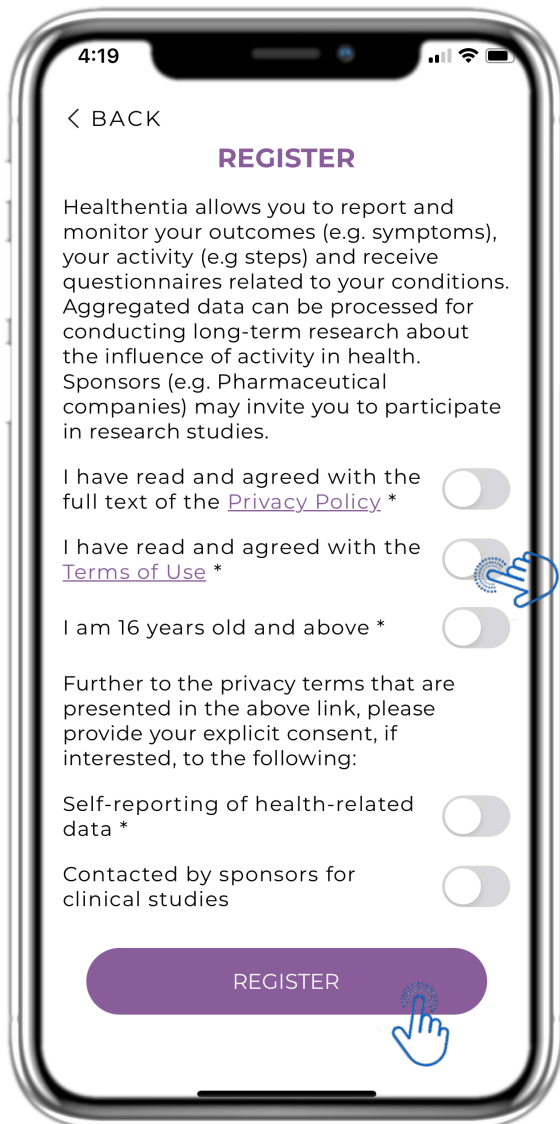 4:19
BACK
REGISTER
Healthentia allows you to report and
monitor your outcomes (e.g. symptoms),
your activity (e.g steps) and receive
questionnaires related to your conditions.
Aggregated data can be processed for
conducting long-term research about
the influence of activity in health.
Sponsors (e.g. Pharmaceutical
companies) may invite you to participate
in research studies.
I have read and agreed with the
full text of the Privacy Policy *
I have read and agreed with the
Terms of Use *
I am 16 years old and above *
Further to the privacy terms that are
presented in the above link, please
provide your explicit consent, if
interested, to the following:
Self-reporting of health-related
data *
Contacted by sponsors for
clinical studies
REGISTER